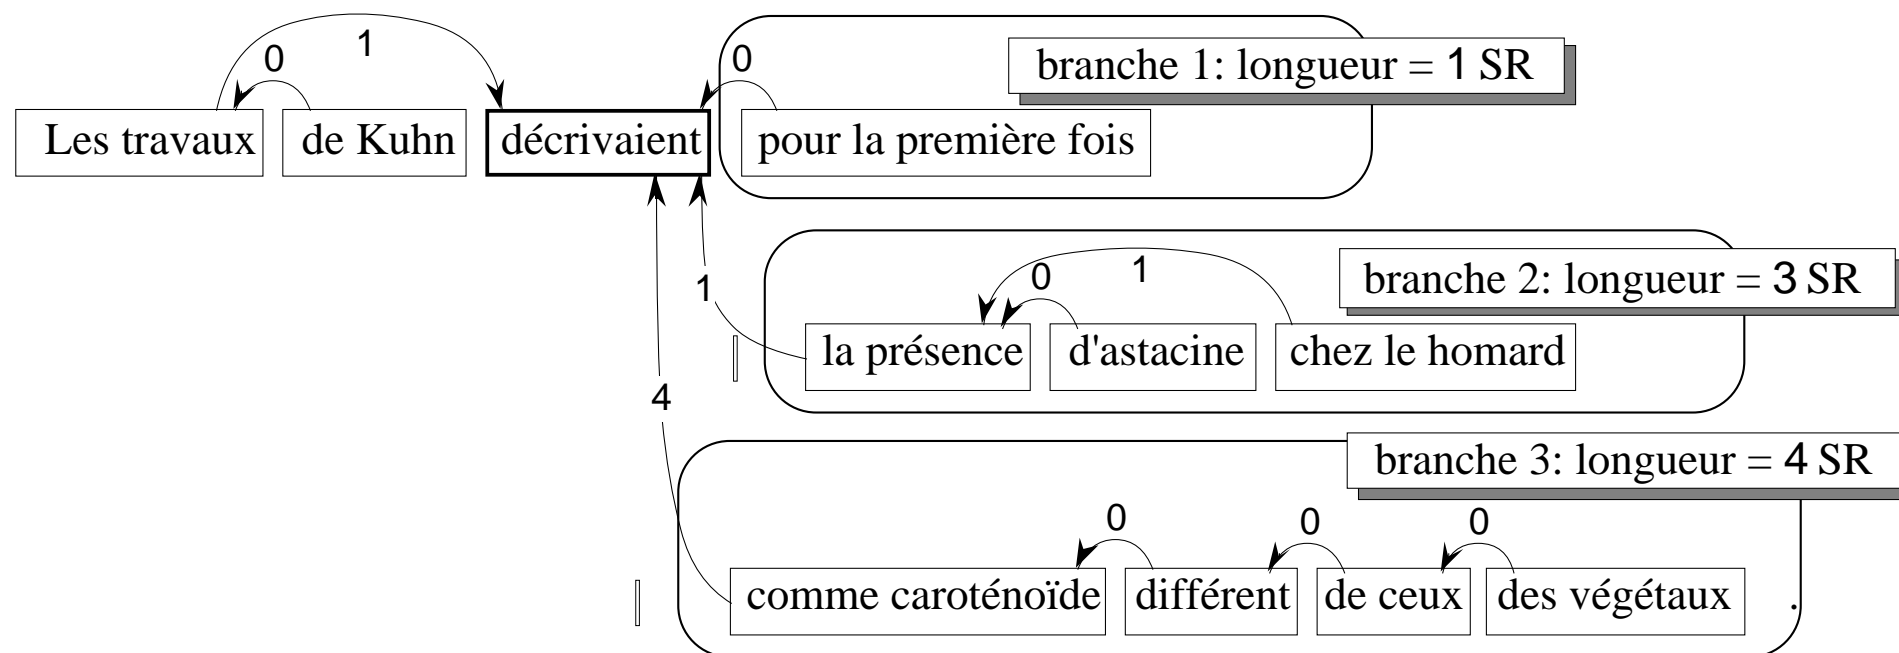 1
0
0
branche 1: longueur = 1 SR
Les travaux de Kuhn décrivaient pour la première fois
1
0
1
branche 2: longueur = 3 SR
la présence d'astacine chez le homard
4
branche 3: longueur = 4 SR
0
0
0
comme caroténoïde différent de ceux des végétaux .